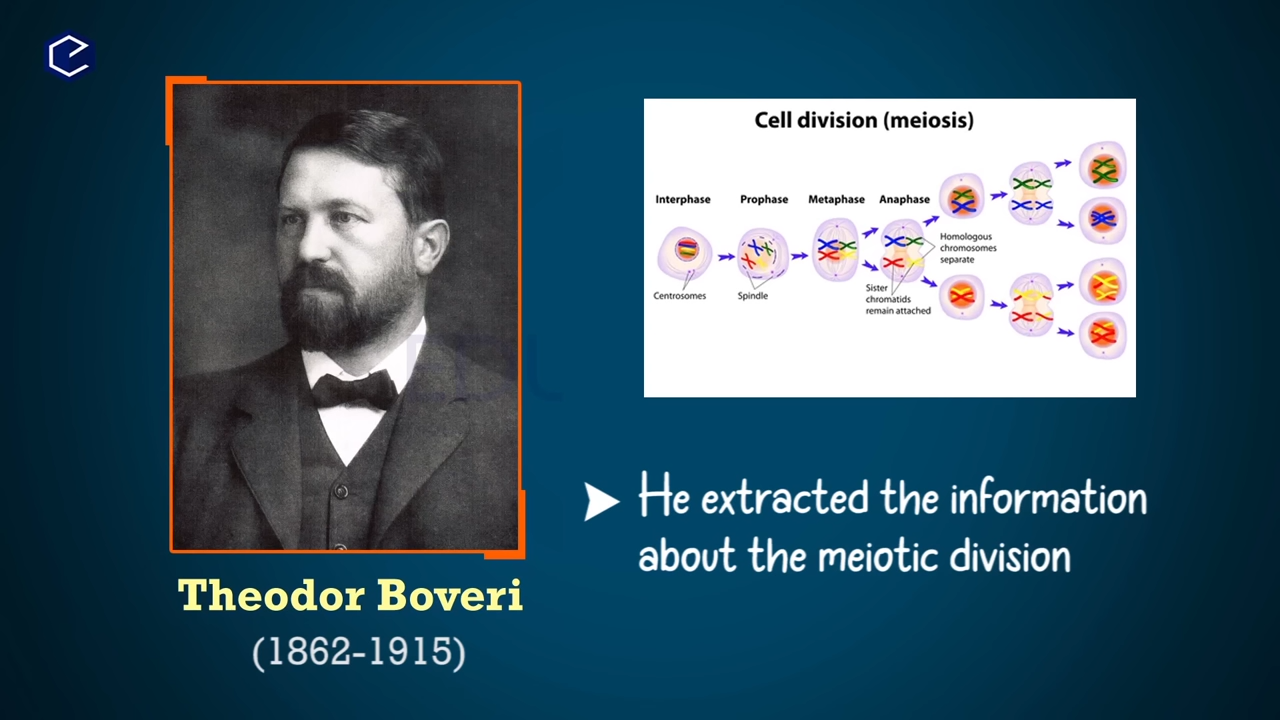 Theodor Boveri
(1862-1915)
Cell division (meiosis)
Interphase
Prophase
Metaphase
Anaphase
Centrosomes
Spindle
Homologous
chromosomes
separate
Sister
chromatids
remain attached
He extracted the information
about the meiotic division